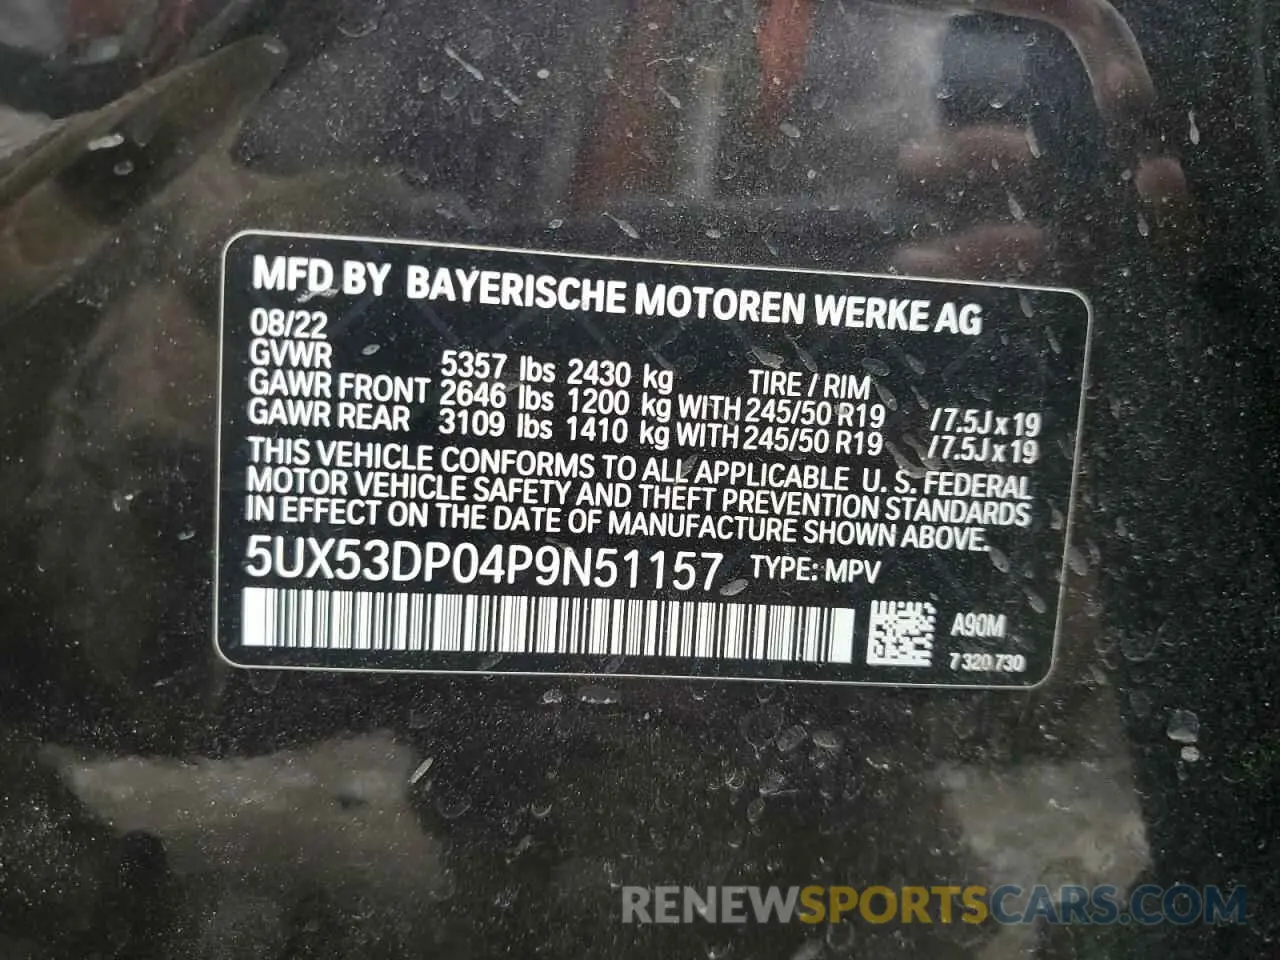 MFD BY BAYERISCHE MOTOREN WERKE AG
08/22
GVWR 5357 lbs 2430 kg TIRE / RIM
GAWR FRONT 2646 lbs 1200 kg WITH 245/50 R19 /7.5J x 19
GAWR REAR 3109 lbs 1410 kg WITH 245/50 R19 /7.5J x 19
THIS VEHICLE CONFORMS TO ALL APPLICABLE U. S. FEDERAL
MOTOR VEHICLE SAFETY AND THEFT PREVENTION STANDARDS
IN EFFECT ON THE DATE OF MANUFACTURE SHOWN ABOVE.
5UX53DP04P9N51157 TYPE: MPV
A90M
7 320 730
RENEWSPORTSCARS.COM